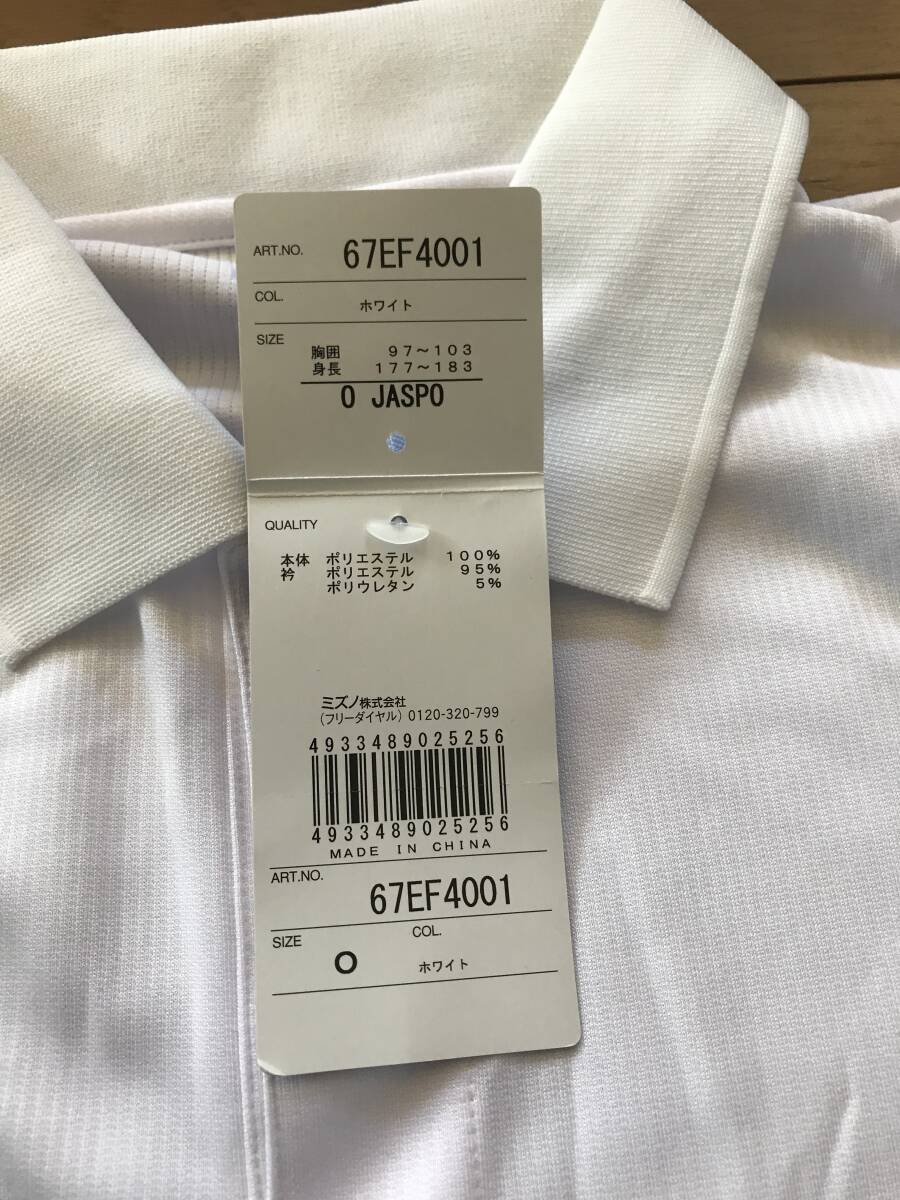 ART.NO. 67EF4001
COL. ホワイト
SIZE
胸囲 97～103
身長 177～183
O JASPO
QUALITY
本体 ポリエステル 100%
衿 ポリエステル 95%
ポリウレタン 5%
ミズノ株式会社
(フリーダイヤル) 0120-320-799
4933489025256
4933489025256
MADE IN CHINA
ART.NO.
67EF4001
SIZE COL.
O ホワイト